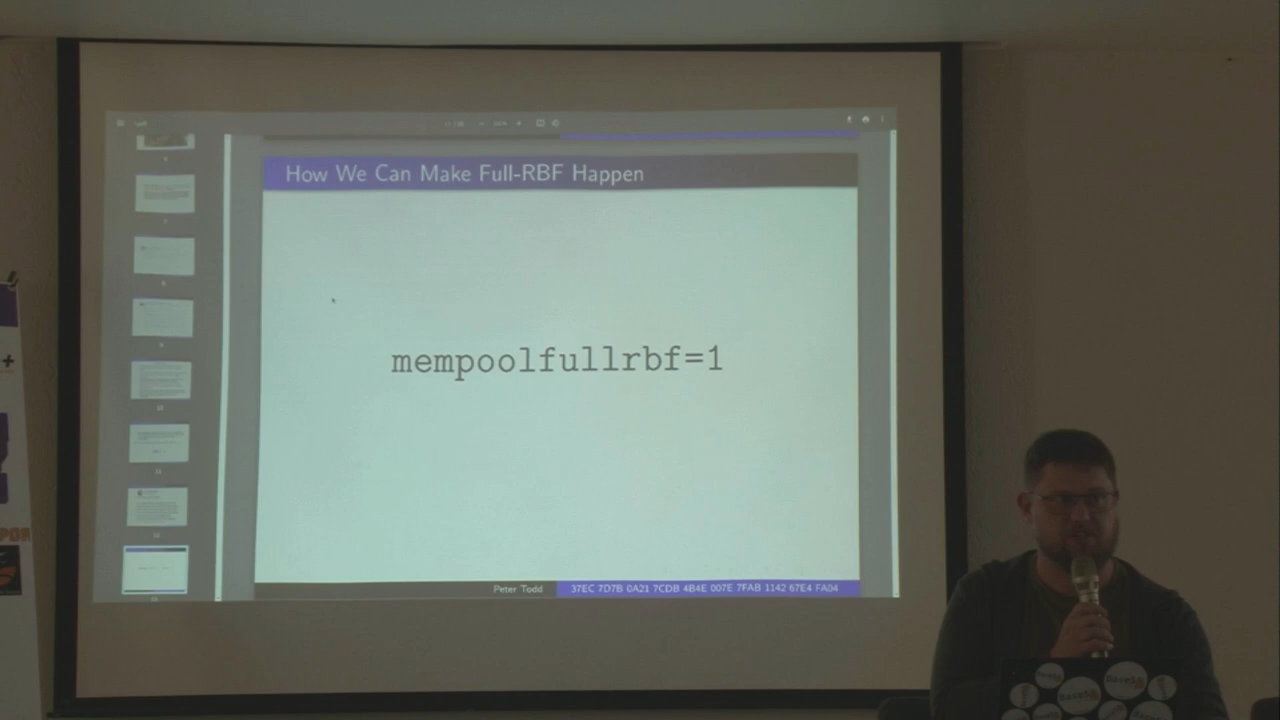 How We Can Make Full-RBF Happen
mempoolfullrbf=1
Peter Todd
37EC 7D7B 0A21 7CDB 4B4E 007E 7FAB 1142 67E4 FA04